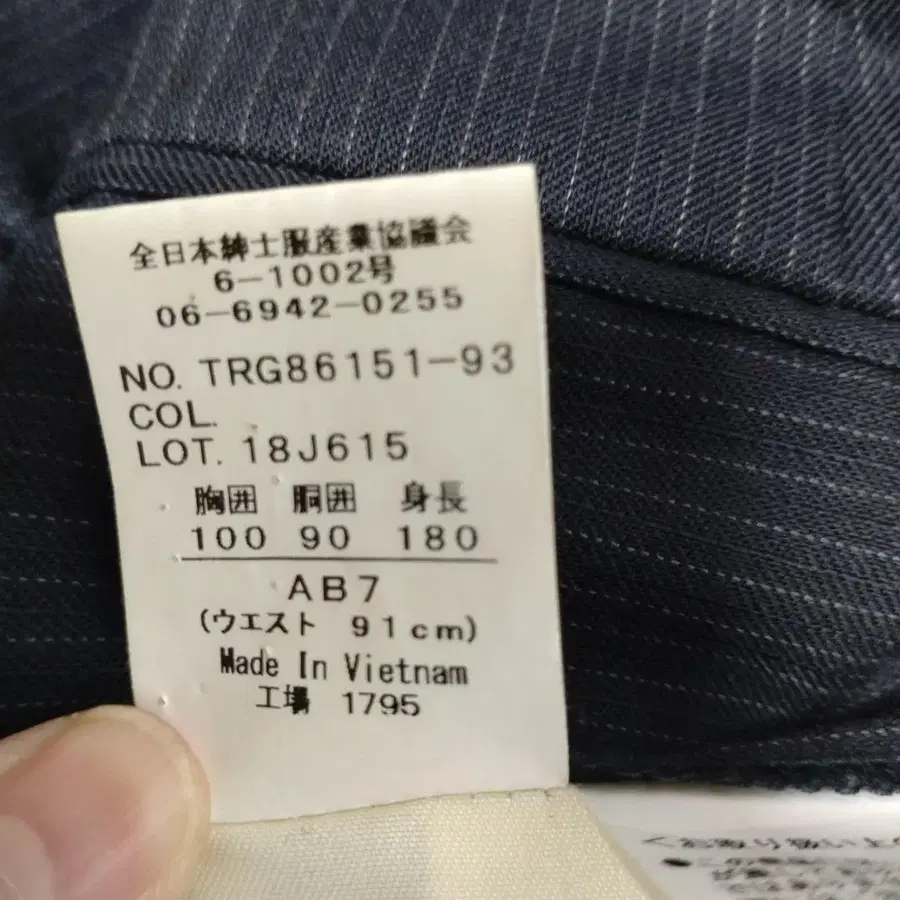 全日本紳士服産業協議会
6-1002号
06-6942-0255
NO. TRG86151-93
COL.
LOT. 18J615
胸囲 胴囲 身長
100 90 180
AB7
(ウエスト 91cm)
Made In Vietnam
工場 1795